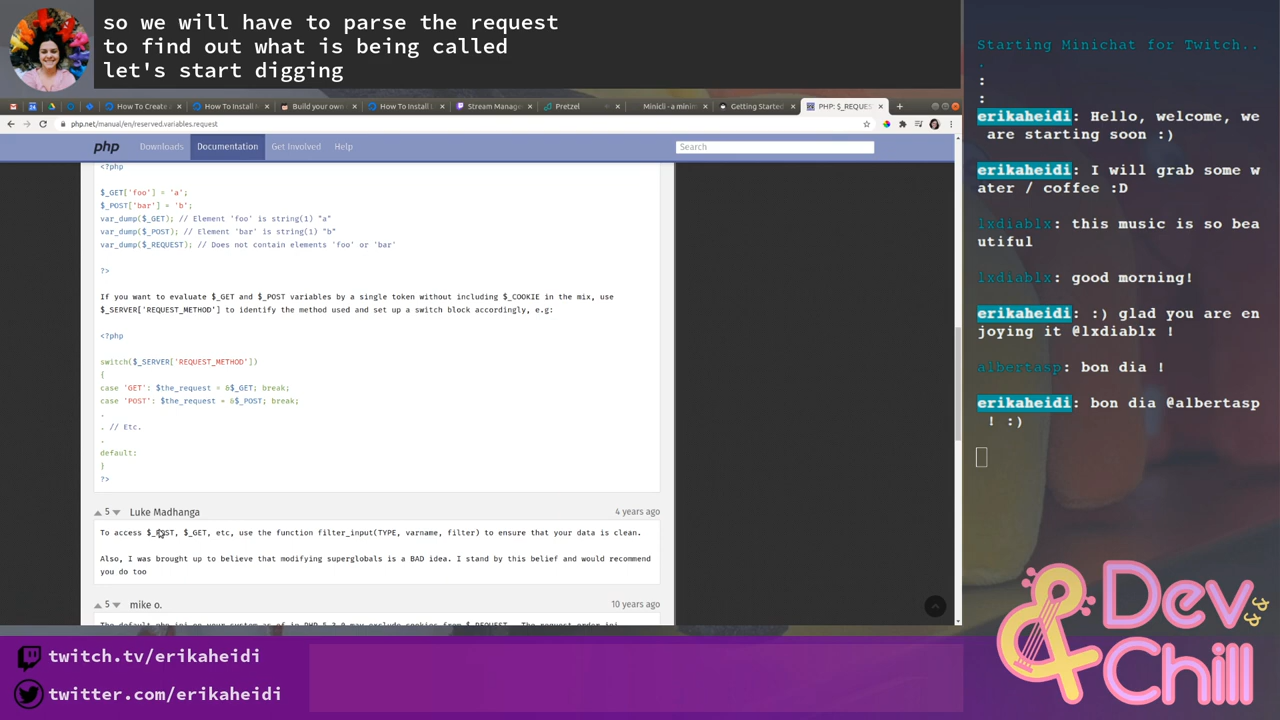 so we will have to parse the request
to find out what is being called
let's start digging
How To Create
How To Install
Build your own
How To Install
Stream Manage
Pretzel
Minicli - a minim
Getting Started
PHP: $_REQUES
php.net/manual/en/reserved.variables.request
php
Downloads
Documentation
Get Involved
Help
Search
<?php
$_GET['foo'] = 'a';
$_POST['bar'] = 'b';
var_dump($_GET); // Element 'foo' is string(1) "a"
var_dump($_POST); // Element 'bar' is string(1) "b"
var_dump($_REQUEST); // Does not contain elements 'foo' or 'bar'
?>
If you want to evaluate $_GET and $_POST variables by a single token without including $_COOKIE in the mix, use
$_SERVER['REQUEST_METHOD'] to identify the method used and set up a switch block accordingly, e.g:
<?php
switch($_SERVER['REQUEST_METHOD'])
{
case 'GET': $the_request = &$_GET; break;
case 'POST': $the_request = &$_POST; break;
.
. // Etc.
.
default:
}
?>
5
Luke Madhanga
4 years ago
To access $_POST, $_GET, etc, use the function filter_input(TYPE, varname, filter) to ensure that your data is clean.
Also, I was brought up to believe that modifying superglobals is a BAD idea. I stand by this belief and would recommend
you do too
5
mike o.
10 years ago
Starting Minichat for Twitch..
.
:
:
erikaheidi: Hello, welcome, we
are starting soon :)
erikaheidi: I will grab some w
ater / coffee :D
lxdiablx: this music is so bea
utiful
lxdiablx: good morning!
erikaheidi: :) glad you are en
joying it @lxdiablx !
albertasp: bon dia !
erikaheidi: bon dia @albertasp
! :)
twitch.tv/erikaheidi
twitter.com/erikaheidi
Dev
&
Chill